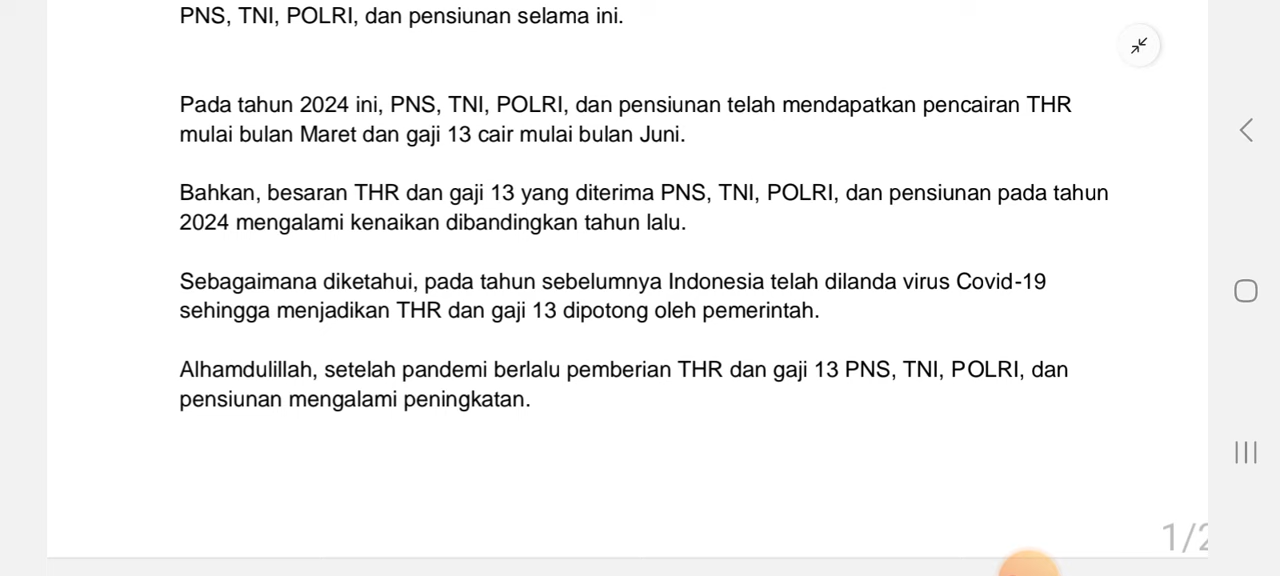 PNS, TNI, POLRI, dan pensiunan selama ini.
Pada tahun 2024 ini, PNS, TNI, POLRI, dan pensiunan telah mendapatkan pencairan THR
mulai bulan Maret dan gaji 13 cair mulai bulan Juni.
Bahkan, besaran THR dan gaji 13 yang diterima PNS, TNI, POLRI, dan pensiunan pada tahun
2024 mengalami kenaikan dibandingkan tahun lalu.
Sebagaimana diketahui, pada tahun sebelumnya Indonesia telah dilanda virus Covid-19
sehingga menjadikan THR dan gaji 13 dipotong oleh pemerintah.
Alhamdulillah, setelah pandemi berlalu pemberian THR dan gaji 13 PNS, TNI, POLRI, dan
pensiunan mengalami peningkatan.
1/2